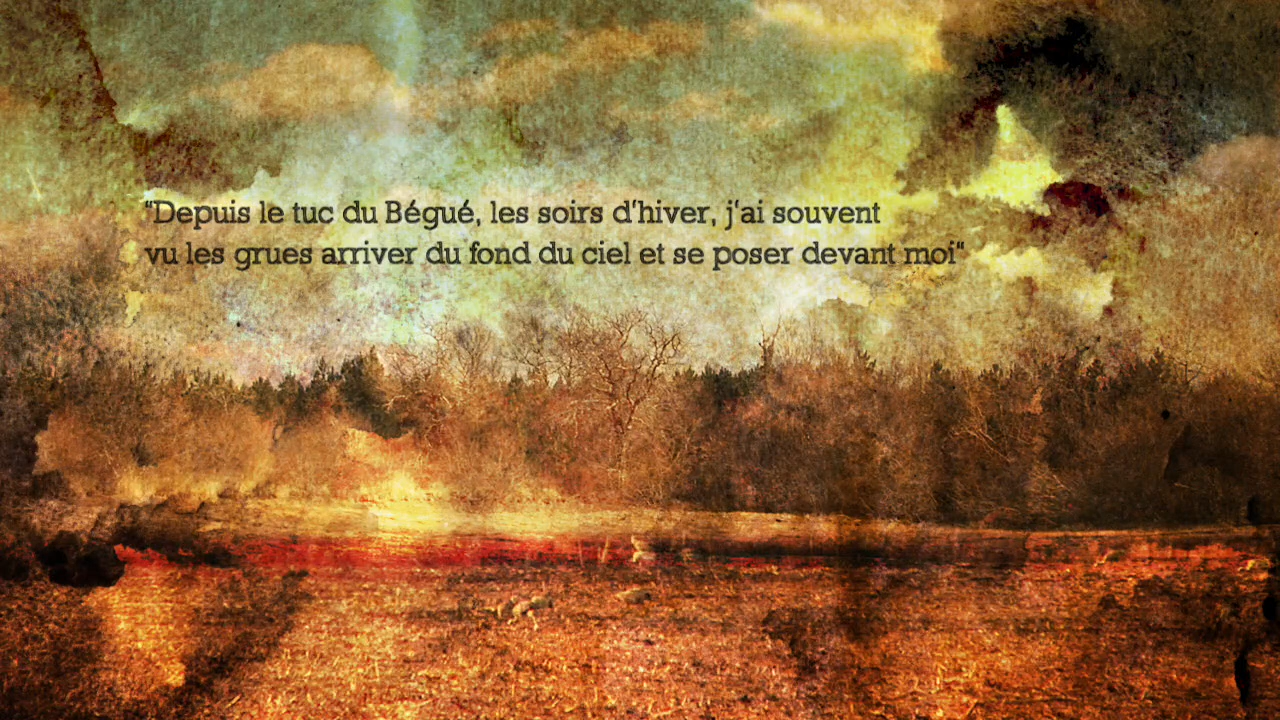 “Depuis le tuc du Bégué, les soirs d‘hiver, j‘ai souvent
vu les grues arriver du fond du ciel et se poser devant moi“